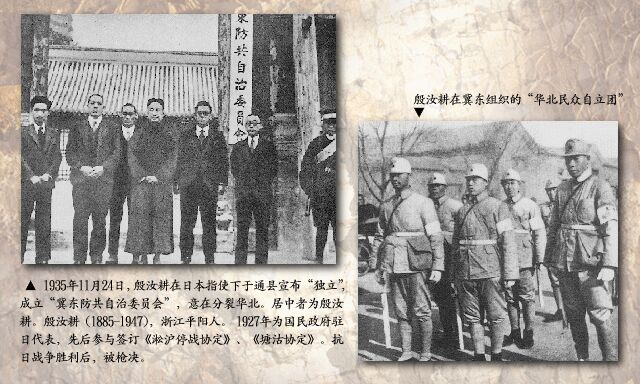 東防共自治委員会
殷汝耕在冀东组织的“华北民众自立团”
▼
▲ 1935年11月24日，殷汝耕在日本指使下于通县宣布“独立”，
成立“冀东防共自治委员会”，意在分裂华北。居中者为殷汝
耕。殷汝耕（1885-1947），浙江平阳人。1927年为国民政府驻
日代表，先后参与签订《淞沪停战协定》、《塘沽协定》。抗
日战争胜利后，被枪决。